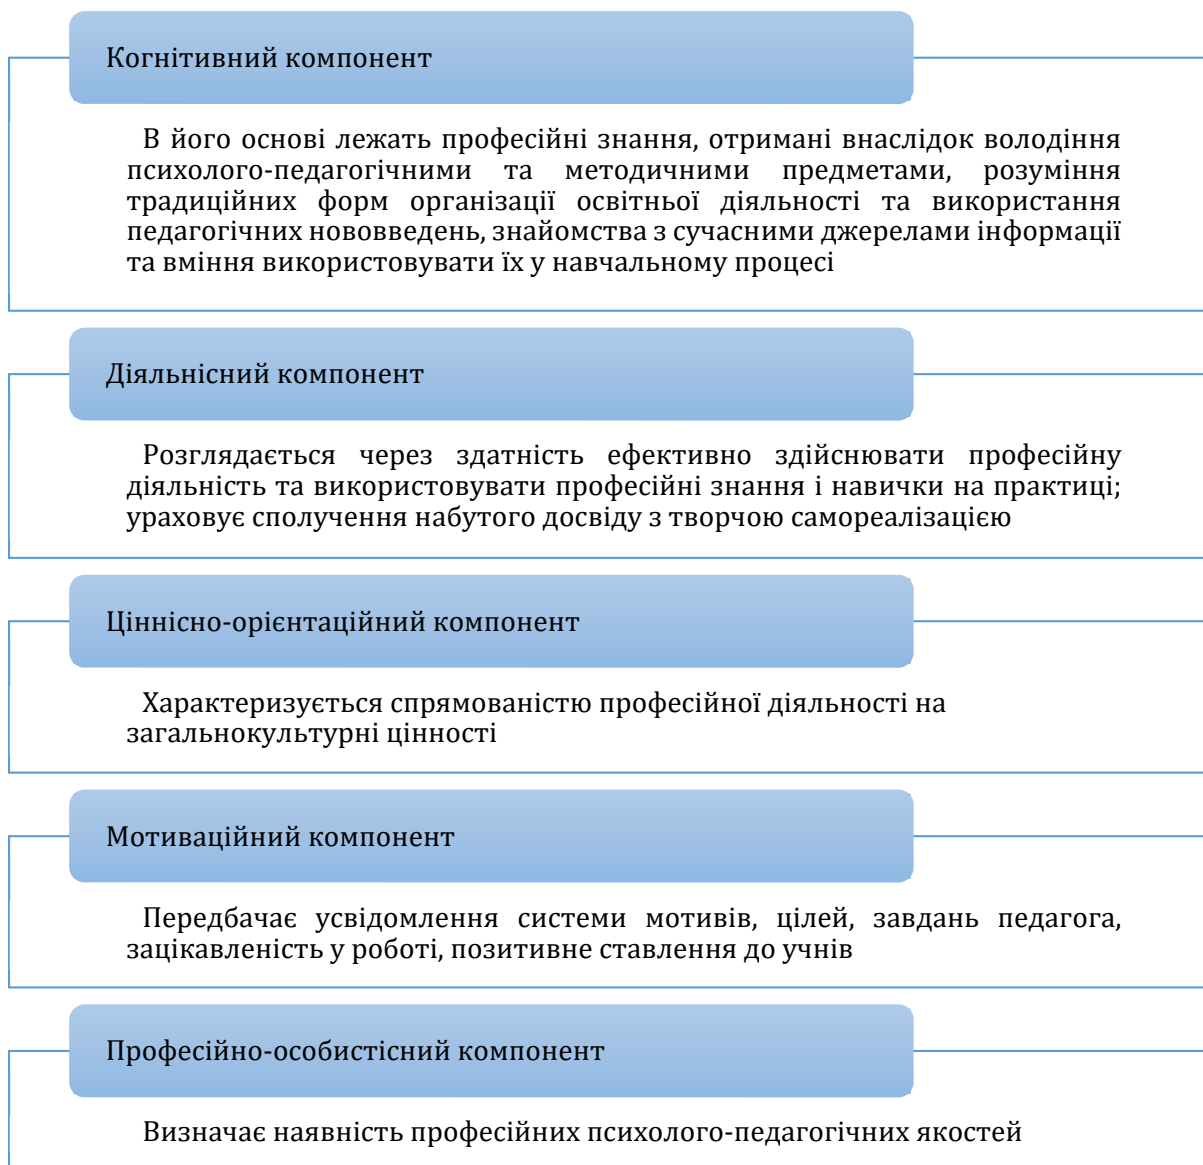 Когнітивний компонент
В його основі лежать професійні знання, отримані внаслідок володіння
психолого-педагогічними та методичними предметами, розуміння
традиційних форм організації освітньої діяльності та використання
педагогічних нововведень, знайомства з сучасними джерелами інформації
та вміння використовувати їх у навчальному процесі
Діяльнісний компонент
Розглядається через здатність ефективно здійснювати професійну
діяльність та використовувати професійні знання і навички на практиці;
ураховує сполучення набутого досвіду з творчою самореалізацією
Ціннісно-орієнтаційний компонент
Характеризується спрямованістю професійної діяльності на
загальнокультурні цінності
Мотиваційний компонент
Передбачає усвідомлення системи мотивів, цілей, завдань педагога,
зацікавленість у роботі, позитивне ставлення до учнів
Професійно-особистісний компонент
Визначає наявність професійних психолого-педагогічних якостей